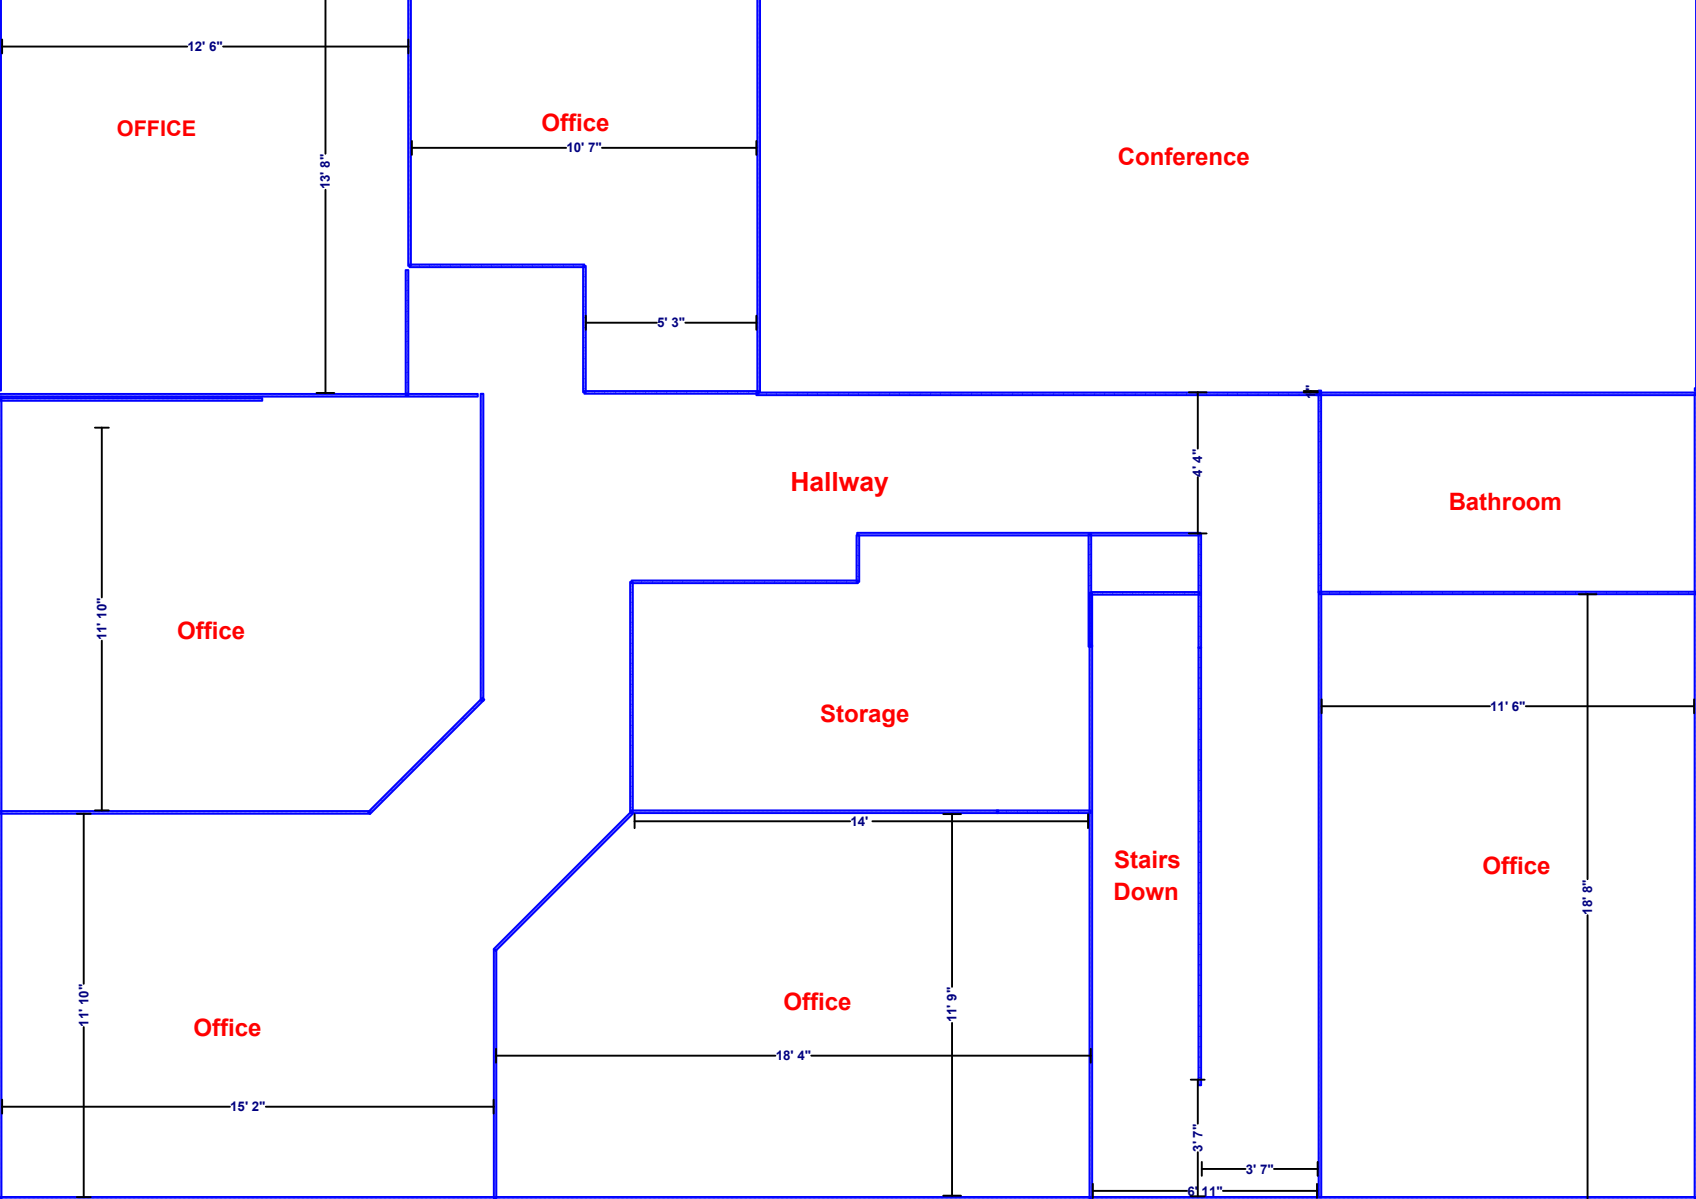 12' 6"
OFFICE
13' 8"
Office
10' 7"
5' 3"
Conference
Hallway
4' 4"
Bathroom
11' 10"
Office
Storage
14'
11' 6"
Stairs
Down
Office
18' 8"
11' 10"
Office
15' 2"
Office
11' 9"
18' 4"
3' 7"
3' 7"
6' 11"